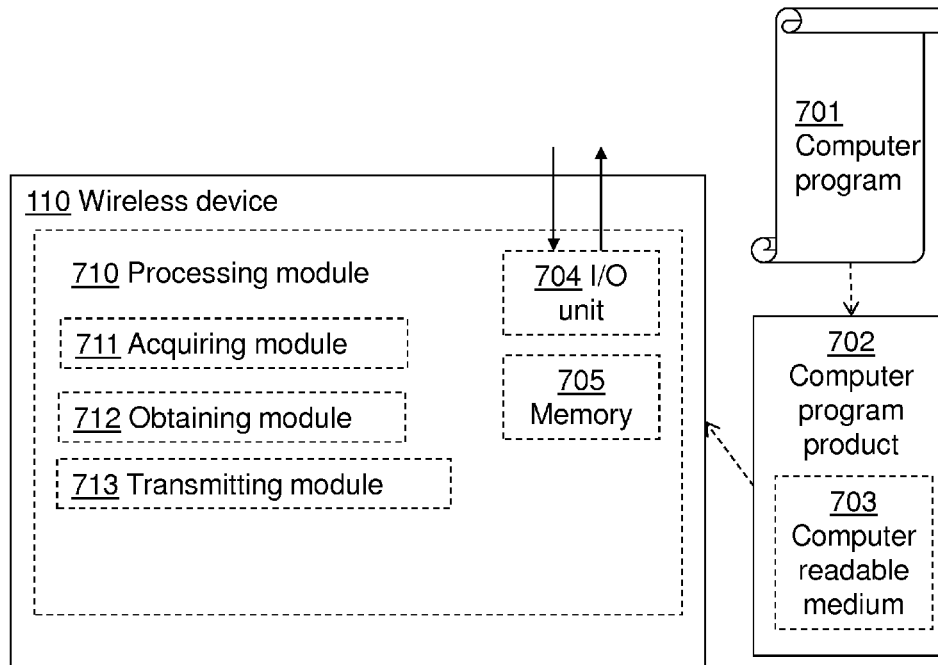 110 Wireless device
710 Processing module
711 Acquiring module
712 Obtaining module
713 Transmitting module
704 I/O
unit
705
Memory
701
Computer
program
702
Computer
program
product
703
Computer
readable
medium